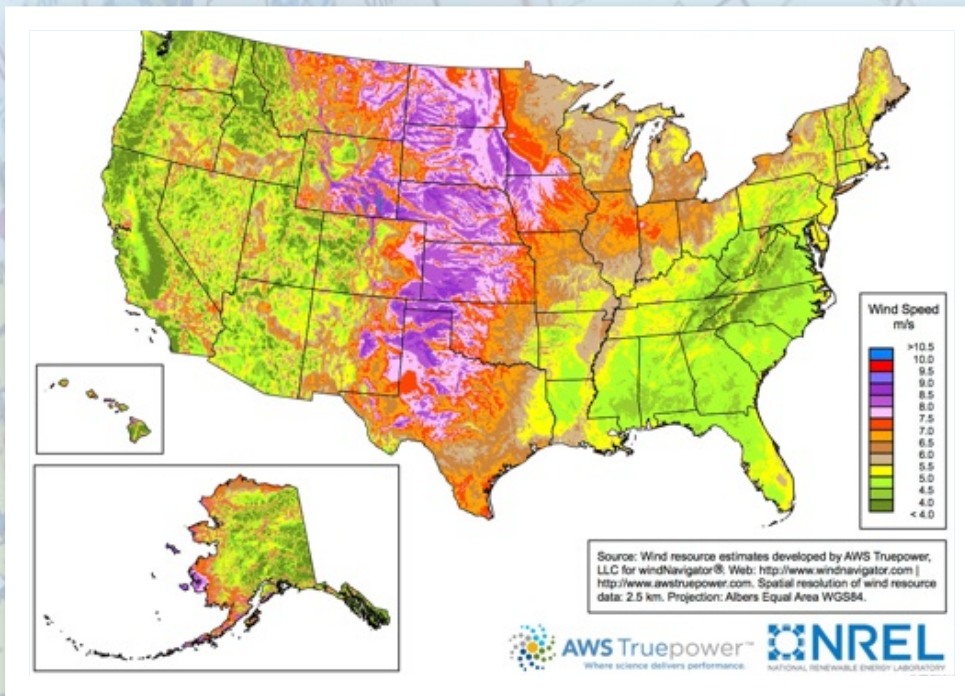 Wind Speed
m/s
>10.5
10.0
9.5
9.0
8.5
8.0
7.5
7.0
6.5
6.0
5.5
5.0
4.5
4.0
< 4.0
Source: Wind resource estimates developed by AWS Truepower,
LLC for windNavigator®. Web: http://www.windnavigator.com |
http://www.awstruepower.com. Spatial resolution of wind resource
data: 2.5 km. Projection: Albers Equal Area WGS84.
AWS Truepower™
Where science delivers performance.
NREL
NATIONAL RENEWABLE ENERGY LABORATORY